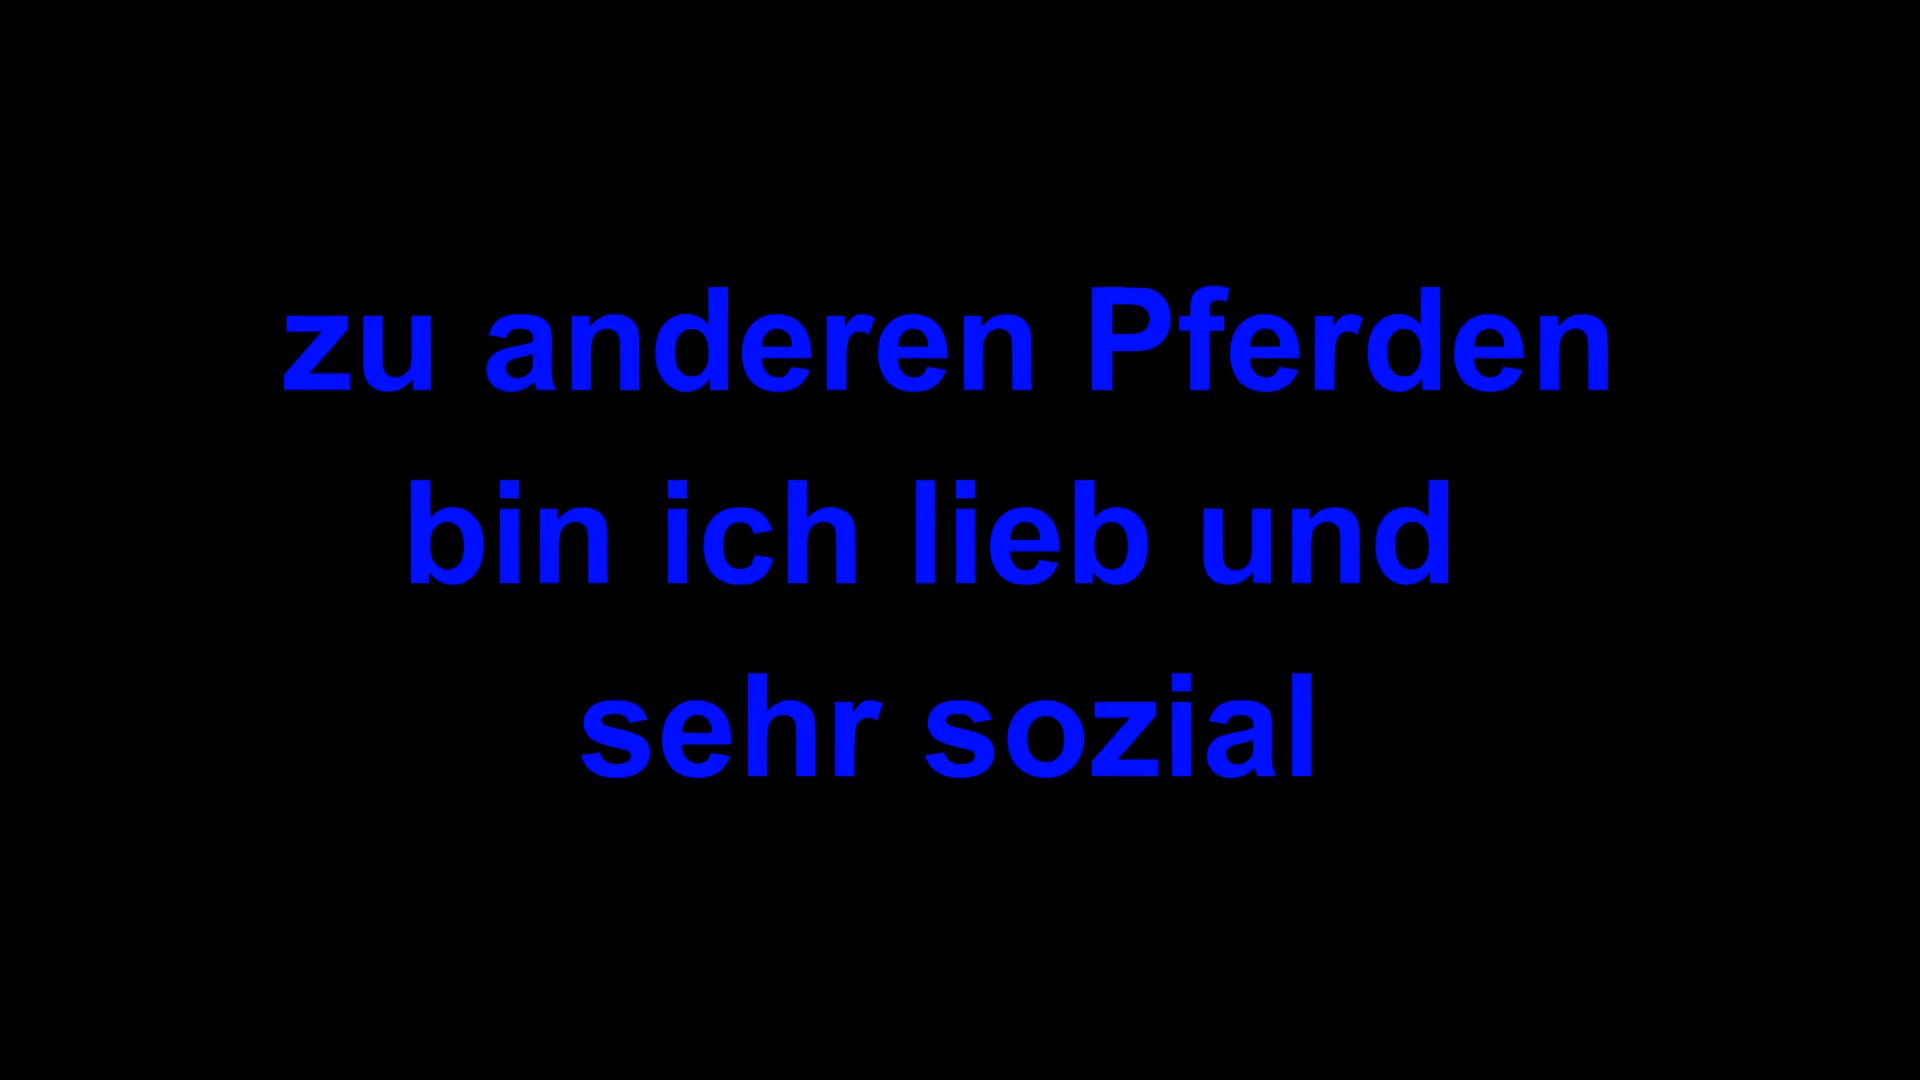 zu anderen Pferden
bin ich lieb und
sehr sozial